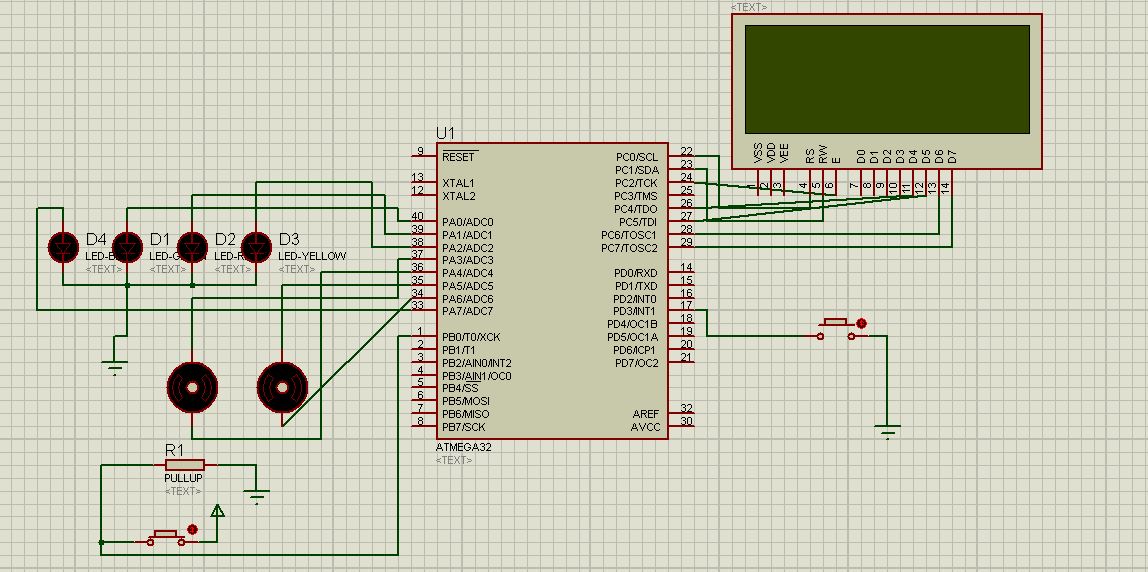 <TEXT>
VSS
VDD
VEE
RS
RW
E
D0
D1
D2
D3
D4
D5
D6
D7
1
2
3
4
5
6
7
8
9
10
11
12
13
14
U1
9 RESET
13 XTAL1
12 XTAL2
40 PA0/ADC0
39 PA1/ADC1
38 PA2/ADC2
37 PA3/ADC3
36 PA4/ADC4
35 PA5/ADC5
34 PA6/ADC6
33 PA7/ADC7
1 PB0/T0/XCK
2 PB1/T1
3 PB2/AIN0/INT2
4 PB3/AIN1/OC0
5 PB4/SS
6 PB5/MOSI
7 PB6/MISO
8 PB7/SCK
PC0/SCL 22
PC1/SDA 23
PC2/TCK 24
PC3/TMS 25
PC4/TDO 26
PC5/TDI 27
PC6/TOSC1 28
PC7/TOSC2 29
PD0/RXD 14
PD1/TXD 15
PD2/INT0 16
PD3/INT1 17
PD4/OC1B 18
PD5/OC1A 19
PD6/ICP1 20
PD7/OC2 21
AREF 32
AVCC 30
ATMEGA32
<TEXT>
D4
<TEXT>
D1
<TEXT>
D2
<TEXT>
D3
LED-YELLOW
<TEXT>
R1
PULLUP
<TEXT>